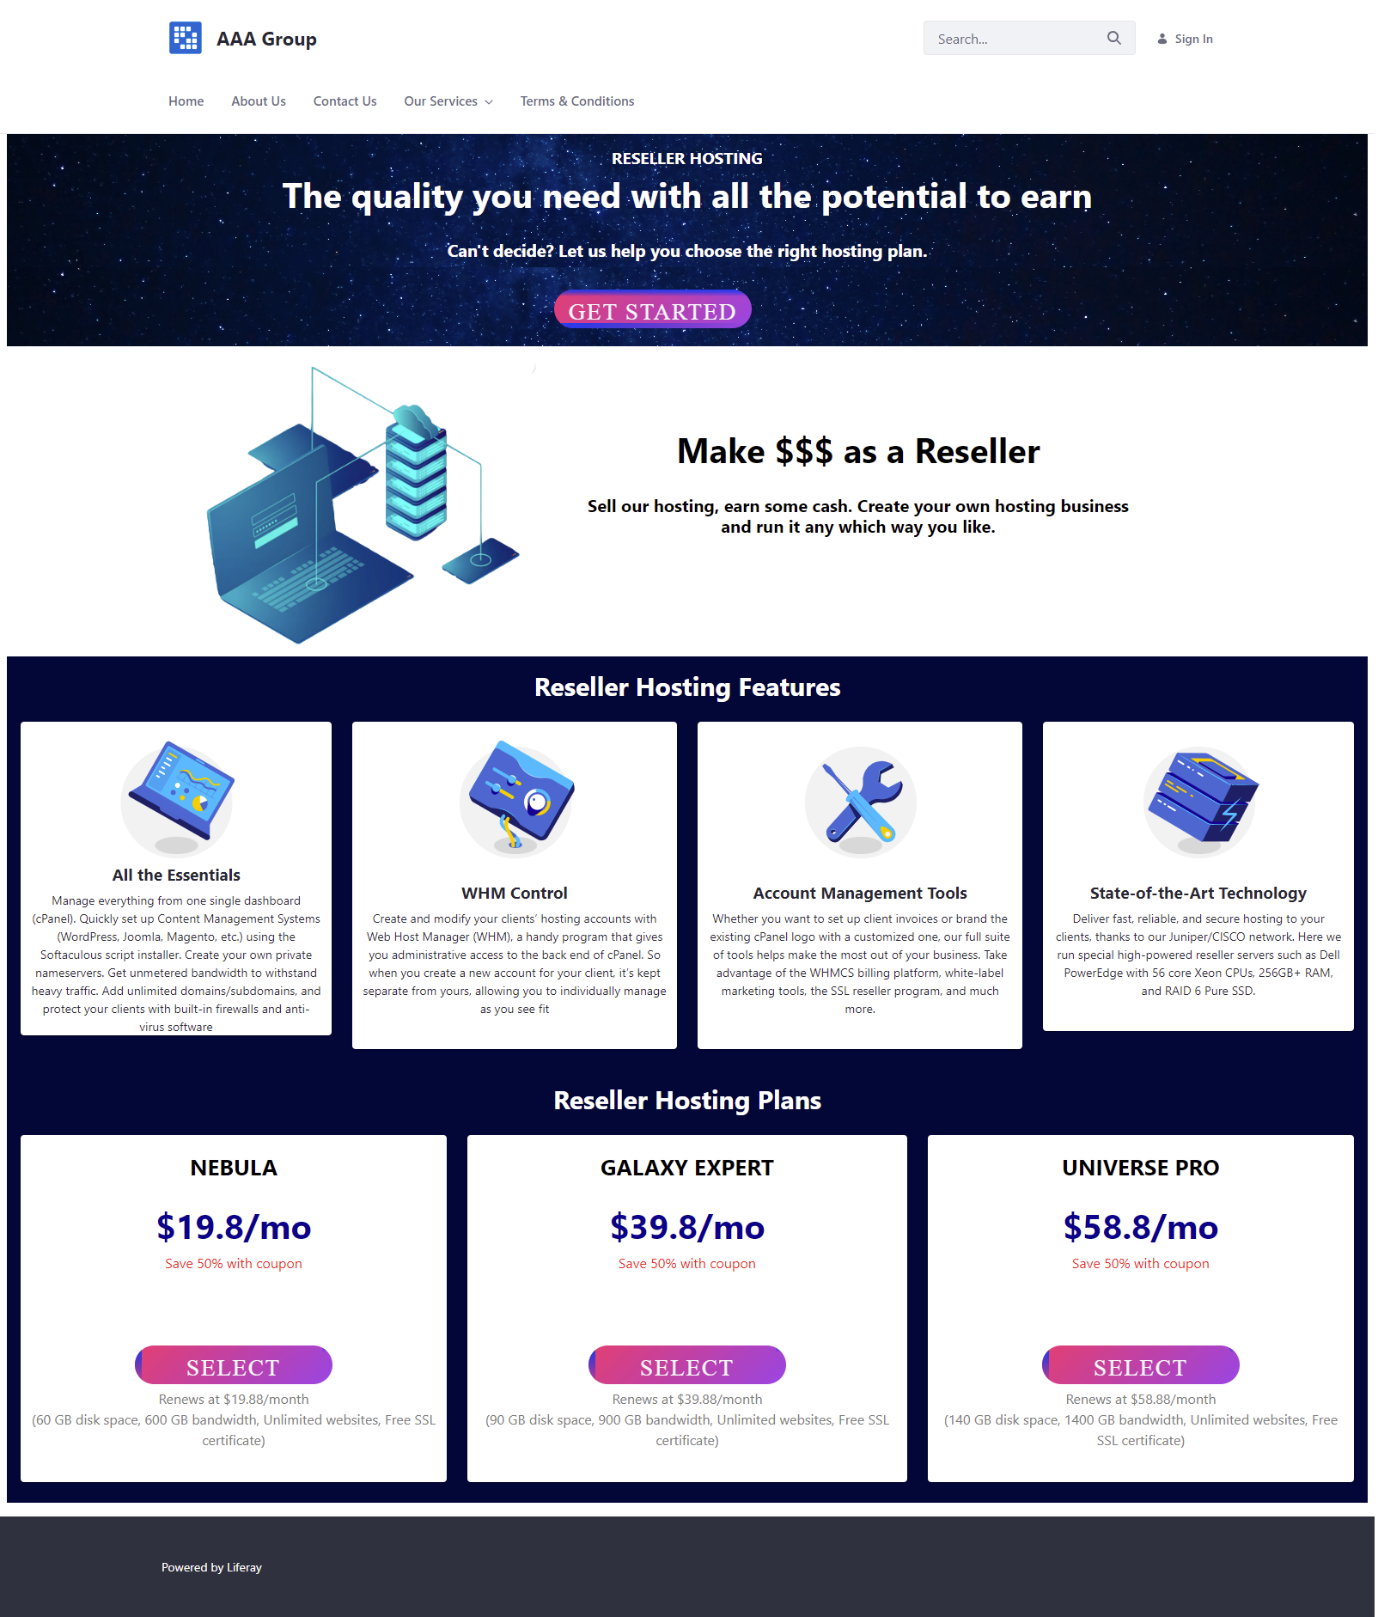 AAA Group
Search...
Sign In
Home
About Us
Contact Us
Our Services
Terms & Conditions
RESELLER HOSTING
The quality you need with all the potential to earn
Can't decide? Let us help you choose the right hosting plan.
GET STARTED
Make $$$ as a Reseller
Sell our hosting, earn some cash. Create your own hosting business
and run it any which way you like.
Reseller Hosting Features
All the Essentials
Manage everything from one single dashboard
(cPanel). Quickly set up Content Management Systems
(WordPress, Joomla, Magento, etc.) using the
Softaculous script installer. Create your own private
nameservers. Get unmetered bandwidth to withstand
heavy traffic. Add unlimited domains/subdomains, and
protect your clients with built-in firewalls and anti-
virus software
WHM Control
Create and modify your clients’ hosting accounts with
Web Host Manager (WHM), a handy program that gives
you administrative access to the back end of cPanel. So
when you create a new account for your client, it’s kept
separate from yours, allowing you to individually manage
as you see fit
Account Management Tools
Whether you want to set up client invoices or brand the
existing cPanel logo with a customized one, our full suite
of tools helps make the most out of your business. Take
advantage of the WHMCS billing platform, white-label
marketing tools, the SSL reseller program, and much
more.
State-of-the-Art Technology
Deliver fast, reliable, and secure hosting to your
clients, thanks to our Juniper/CISCO network. Here we
run special high-powered reseller servers such as Dell
PowerEdge with 56 core Xeon CPUs, 256GB+ RAM,
and RAID 6 Pure SSD.
Reseller Hosting Plans
NEBULA
$19.8/mo
Save 50% with coupon
SELECT
Renews at $19.88/month
(60 GB disk space, 600 GB bandwidth, Unlimited websites, Free SSL
certificate)
GALAXY EXPERT
$39.8/mo
Save 50% with coupon
SELECT
Renews at $39.88/month
(90 GB disk space, 900 GB bandwidth, Unlimited websites, Free SSL
certificate)
UNIVERSE PRO
$58.8/mo
Save 50% with coupon
SELECT
Renews at $58.88/month
(140 GB disk space, 1400 GB bandwidth, Unlimited websites, Free
SSL certificate)
Powered by Liferay